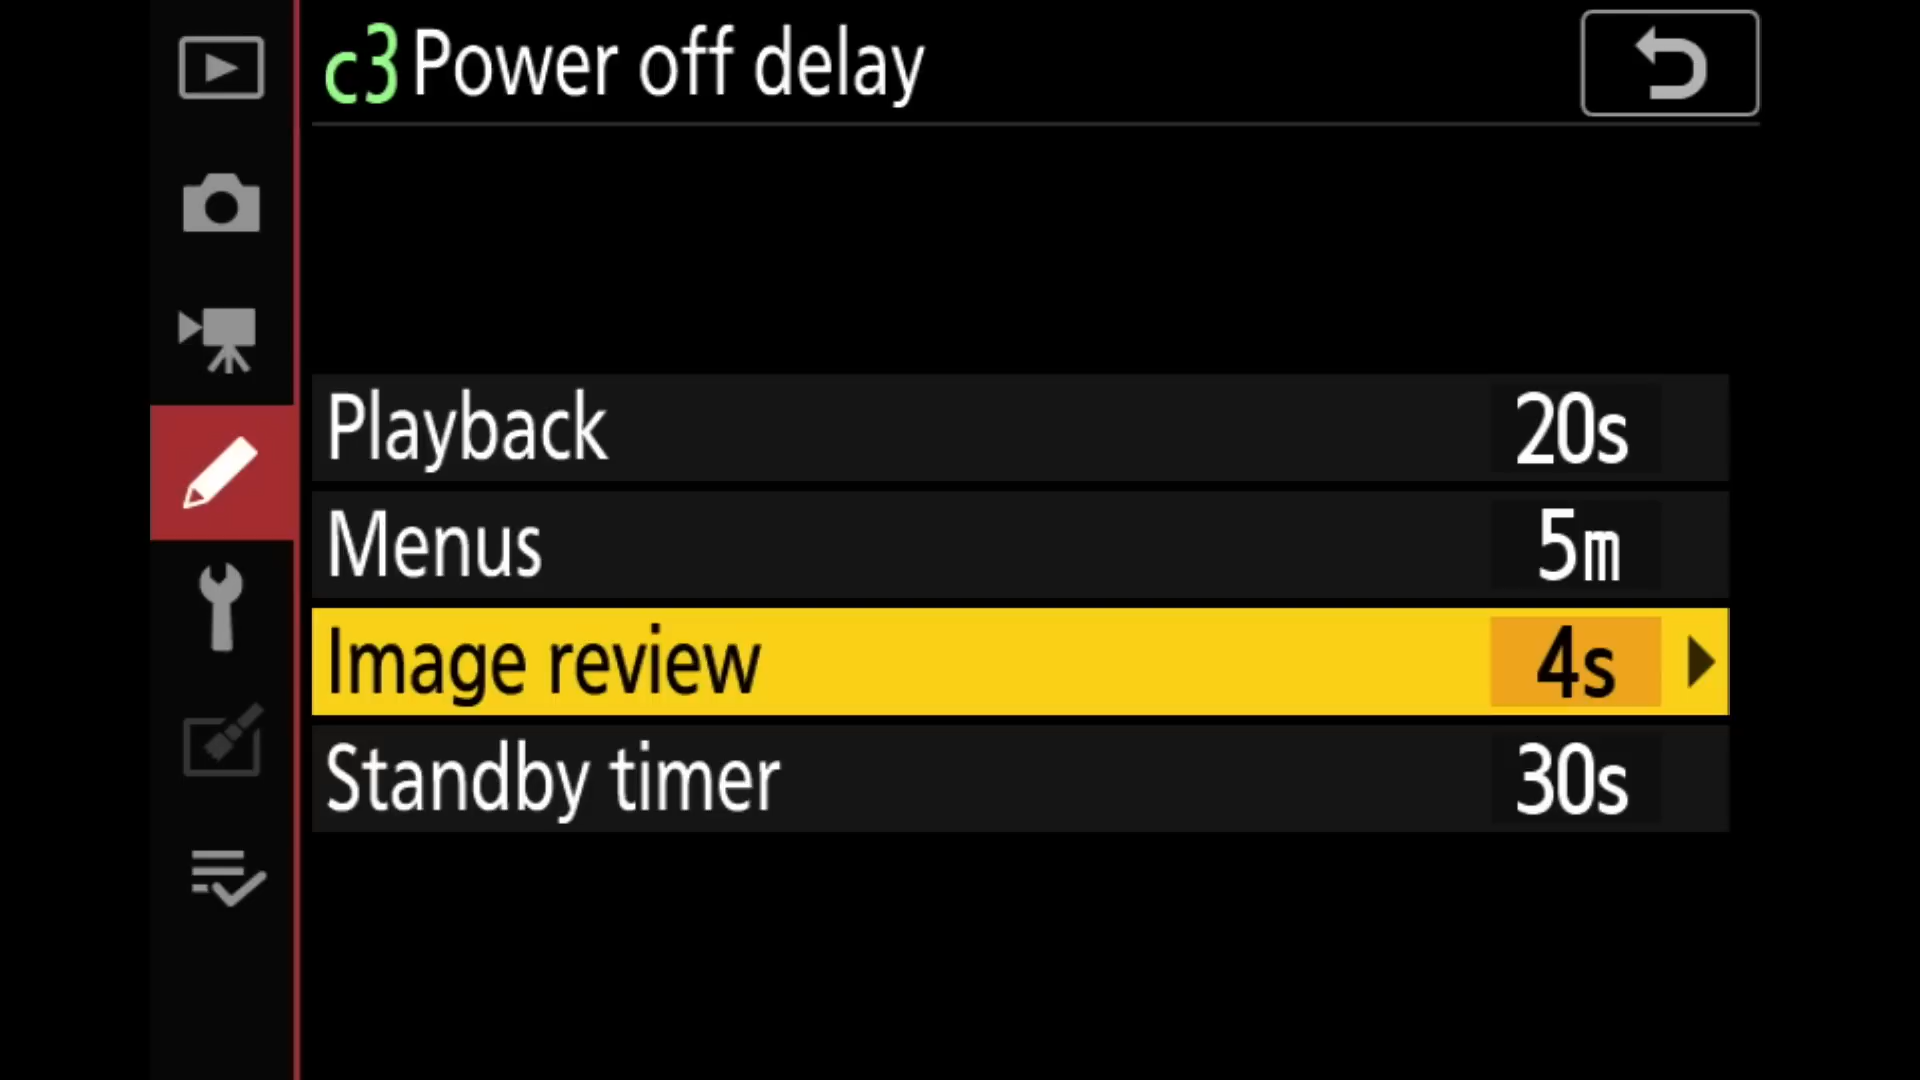 c3 Power off delay
Playback 20s
Menus 5m
Image review 4s
Standby timer 30s